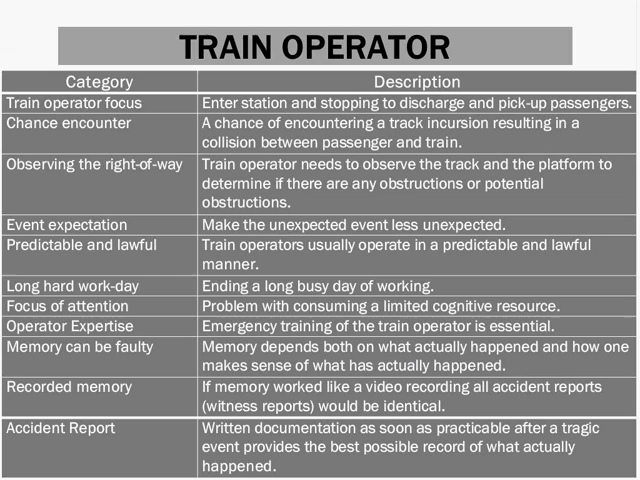 TRAIN OPERATOR
Category Description
Train operator focus Enter station and stopping to discharge and pick-up passengers.
Chance encounter A chance of encountering a track incursion resulting in a
collision between passenger and train.
Observing the right-of-way Train operator needs to observe the track and the platform to
determine if there are any obstructions or potential
obstructions.
Event expectation Make the unexpected event less unexpected.
Predictable and lawful Train operators usually operate in a predictable and lawful
manner.
Long hard work-day Ending a long busy day of working.
Focus of attention Problem with consuming a limited cognitive resource.
Operator Expertise Emergency training of the train operator is essential.
Memory can be faulty Memory depends both on what actually happened and how one
makes sense of what has actually happened.
Recorded memory If memory worked like a video recording all accident reports
(witness reports) would be identical.
Accident Report Written documentation as soon as practicable after a tragic
event provides the best possible record of what actually
happened.